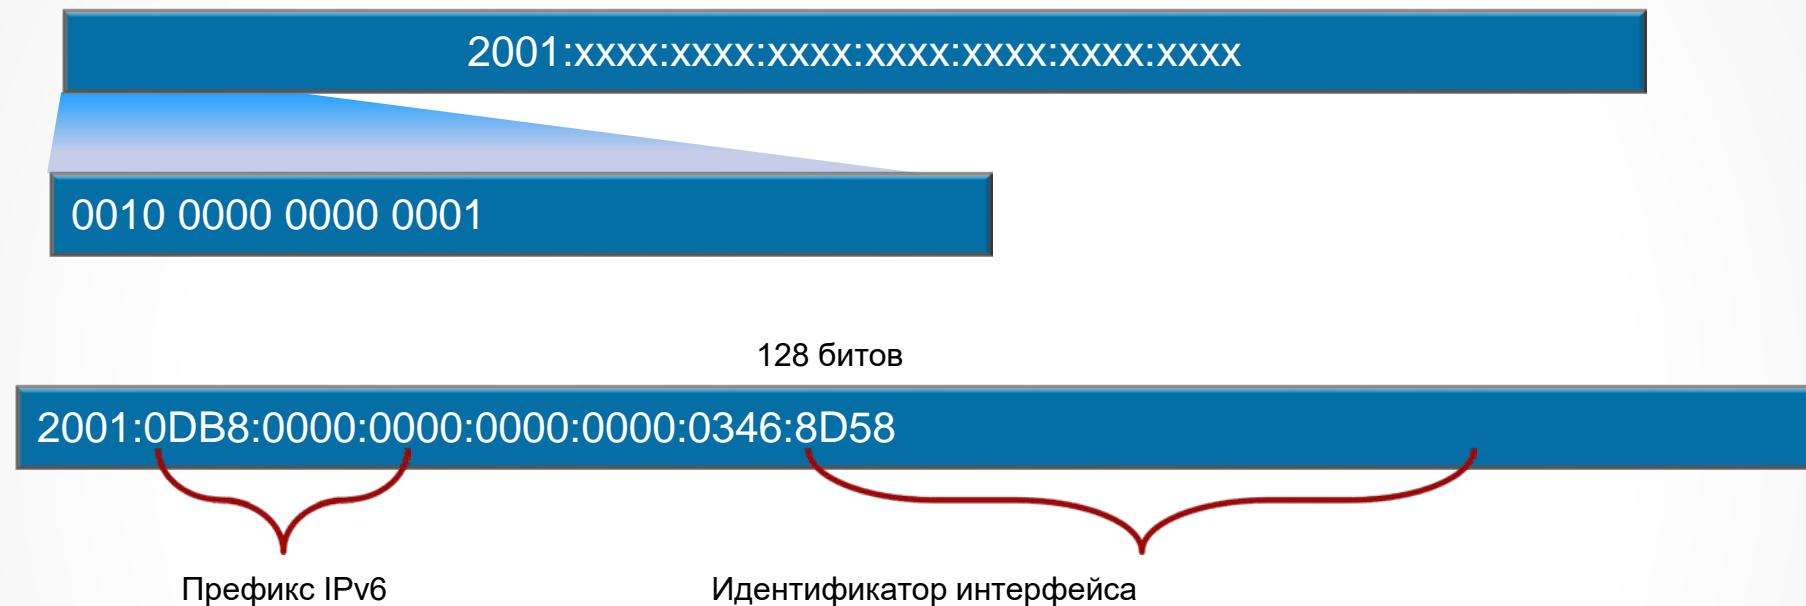 2001:xxxx:xxxx:xxxx:xxxx:xxxx:xxxx:xxxx
0010 0000 0000 0001
128 битов
2001:0DB8:0000:0000:0000:0000:0346:8D58
Префикс IPv6
Идентификатор интерфейса